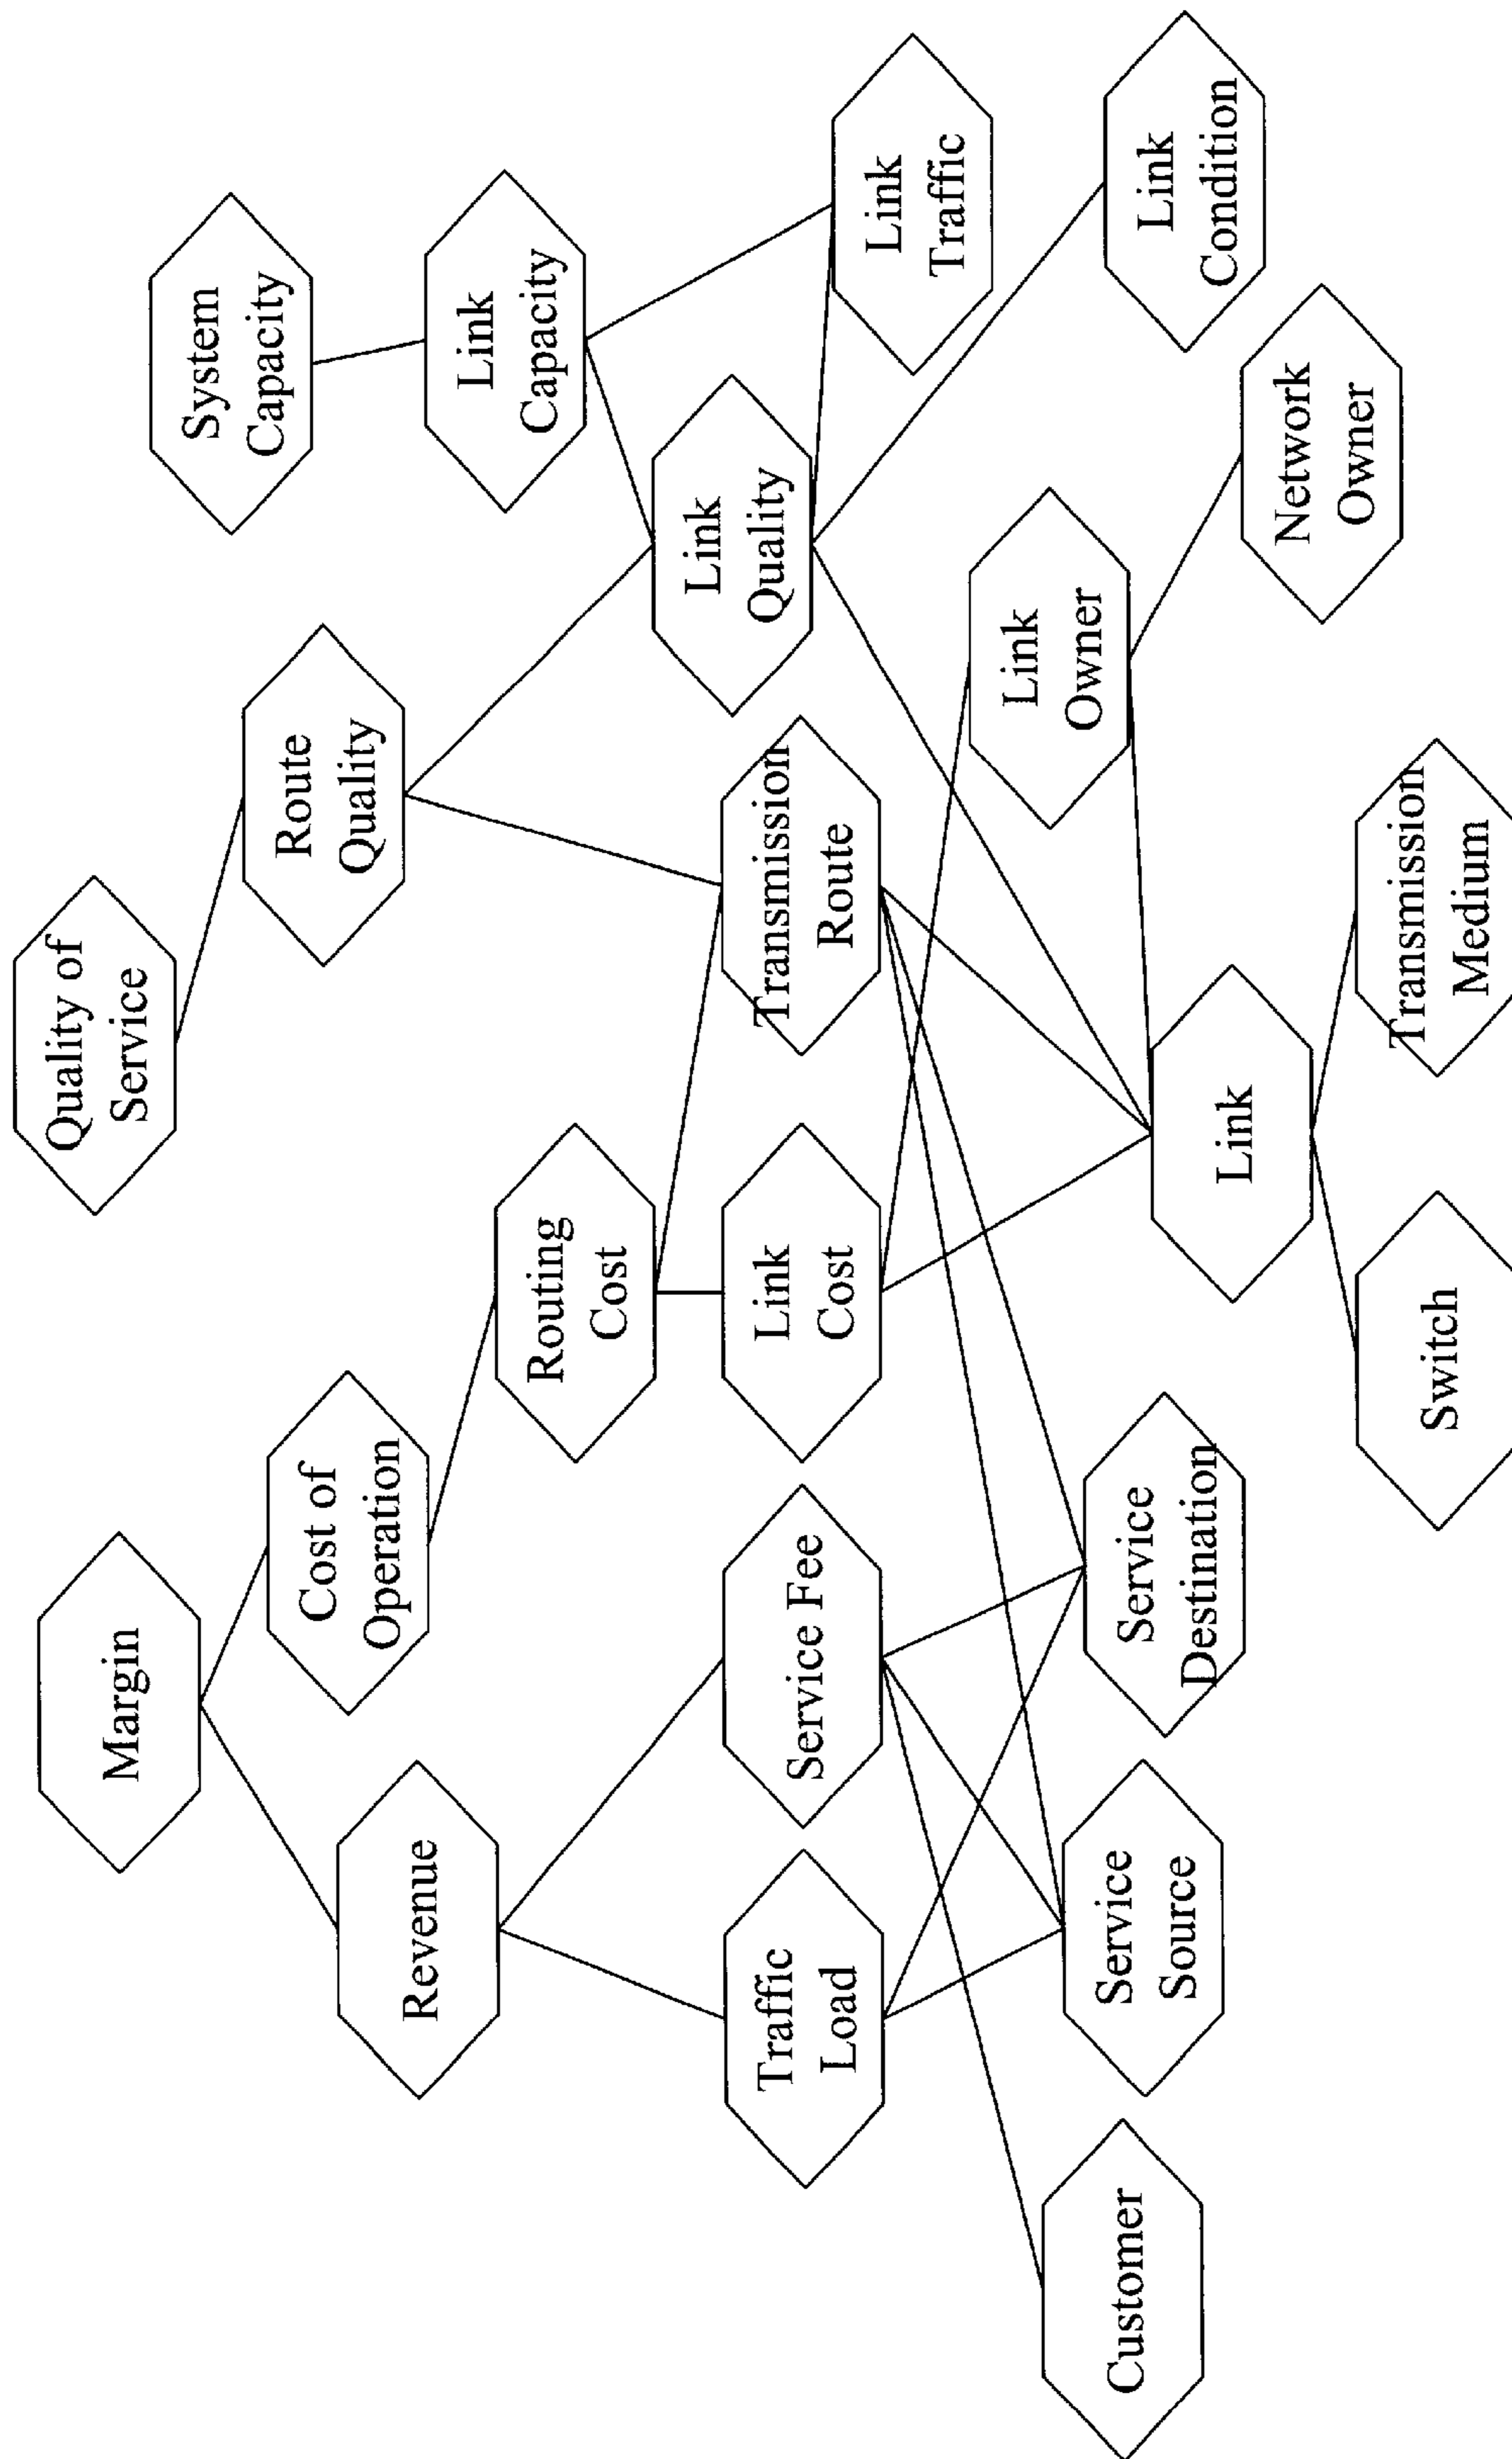 Margin
Quality of
Service
System
Capacity
Cost of
Operation
Route
Quality
Revenue
Routing
Cost
Link
Capacity
Link
Quality
Traffic
Load
Service Fee
Link
Cost
Transmission
Route
Link
Traffic
Link
Owner
Customer
Service
Source
Service
Destination
Link
Link
Condition
Network
Owner
Switch
Transmission
Medium